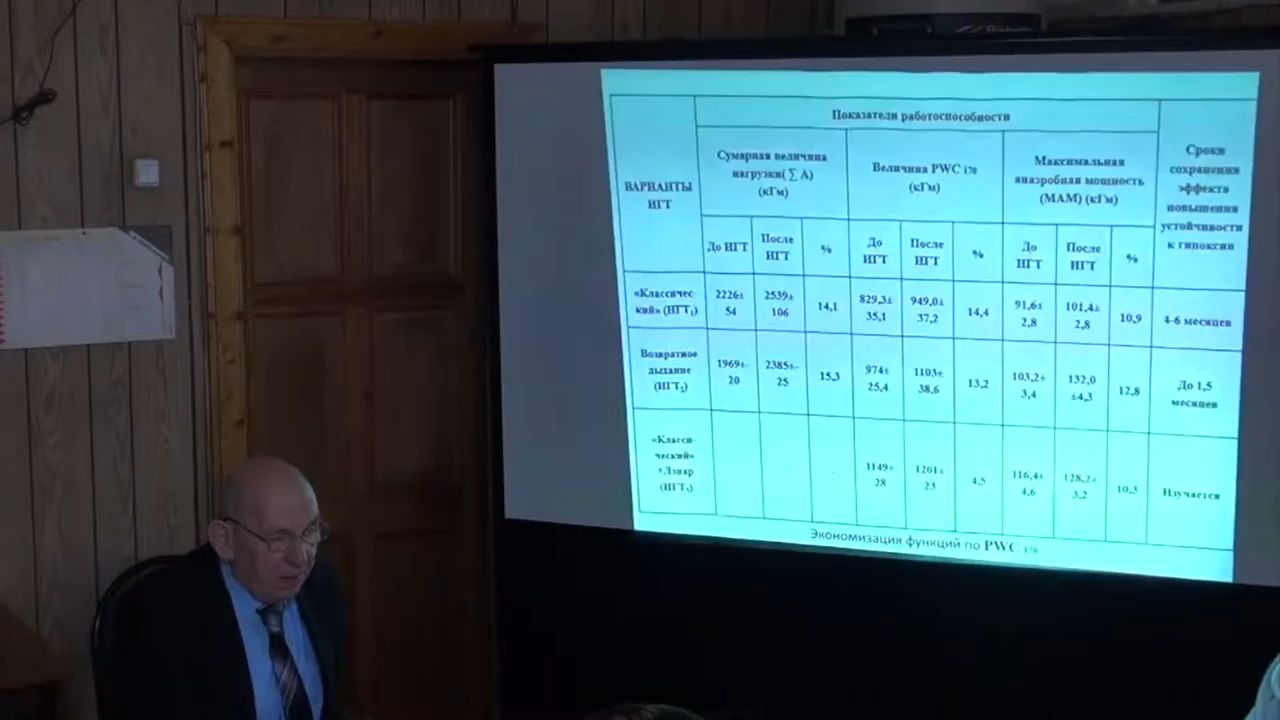 Показатели работоспособности
ВАРИАНТЫ
ИГТ
Сумарная величина
нагрузки( ∑ А)
(кГм)
Величина PWC 170
(кГм)
Максимальная
анаэробная мощность
(МАМ) (кГм)
Сроки
сохранения
эффекта
повышения
устойчивости
к гипоксии
До ИГТ
После
ИГТ
%
До
ИГТ
После
ИГТ
%
До
ИГТ
После
ИГТ
%
«Классичес-
кий» (ИГТ1)
2226±
54
2539±
106
14,1
829,3±
35,1
949,0±
37,2
14,4
91,6±
2,8
101,4±
2,8
10,9
4-6 месяцев
Возвратное
дыхание
(ИГТ2)
1969±
20
2385±
25
15,3
974±
25,4
1103±
38,6
13,2
103,2±
3,4
132,0
±4,3
12,8
До 1,5
месяцев
«Класси-
ческий»
(ИГТ3)
1149±
28
1201±
23
4,5
116,4±
4,6
128,2±
3,2
10,3
Изучается
Экономизация функций по PWC 170